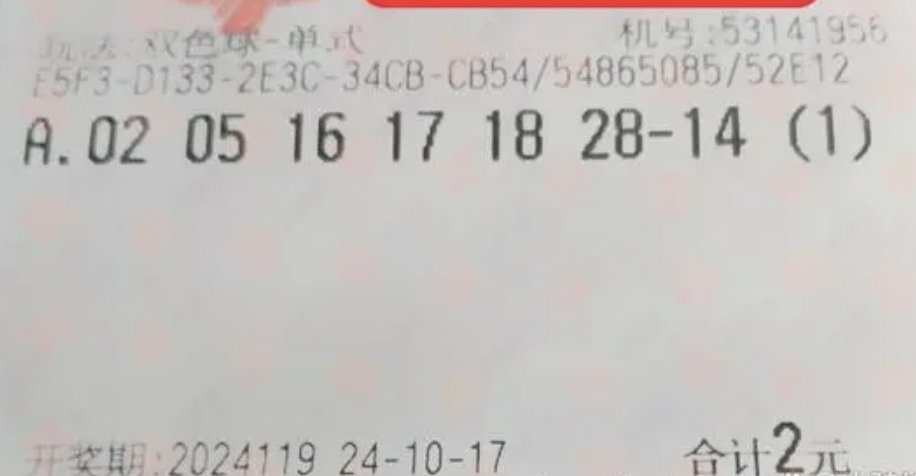 玩法:双色球-单式 机号:53141956
E5F3-D133-2E3C-34CB-CB54/54865085/52E12
A.02 05 16 17 18 28-14 (1)
开奖期:2024119 24-10-17 合计2元